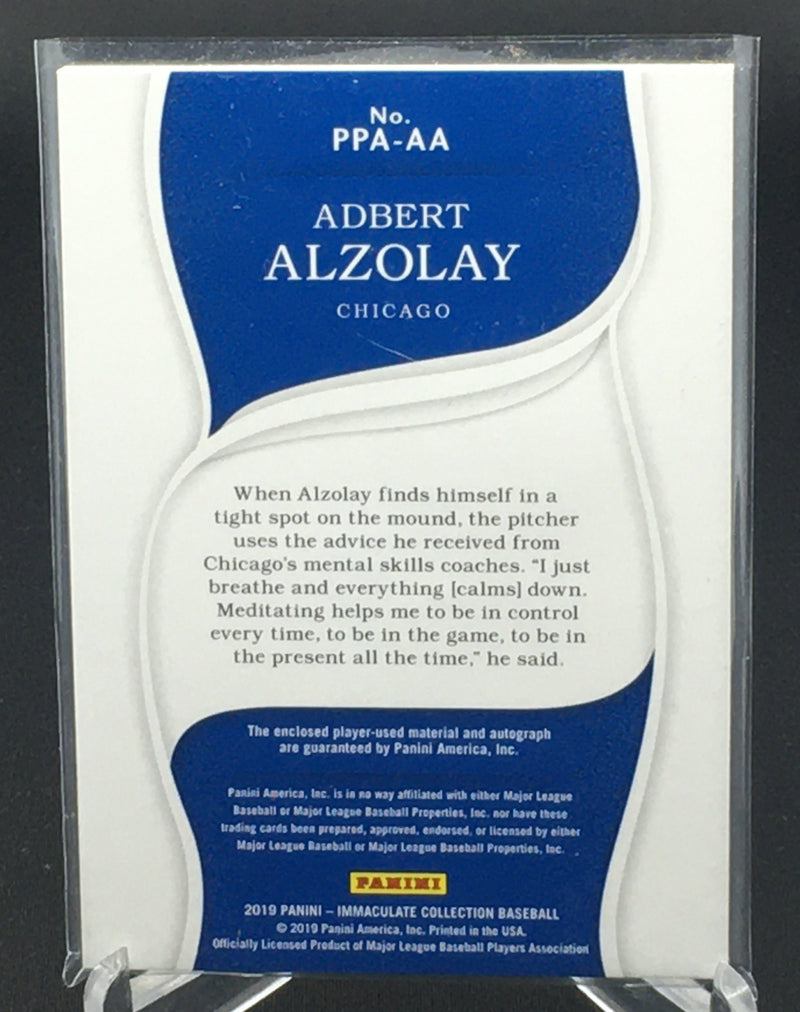 No.
PPA-AA
ADBERT
ALZOLAY
CHICAGO
When Alzolay finds himself in a
tight spot on the mound, the pitcher
uses the advice he received from
Chicago's mental skills coaches. "I just
breathe and everything [calms] down.
Meditating helps me to be in control
every time, to be in the game, to be in
the present all the time," he said.
The enclosed player-used material and autograph
are guaranteed by Panini America, Inc.
Panini America, Inc. is in no way affiliated with either Major League
Baseball or Major League Baseball Properties, Inc. nor have these
trading cards been prepared, approved, endorsed, or licensed by either
Major League Baseball or Major League Baseball Properties, Inc.
PANINI
2019 PANINI – IMMACULATE COLLECTION BASEBALL
© 2019 Panini America, Inc. Printed in the USA.
Officially Licensed Product of Major League Baseball Players Association